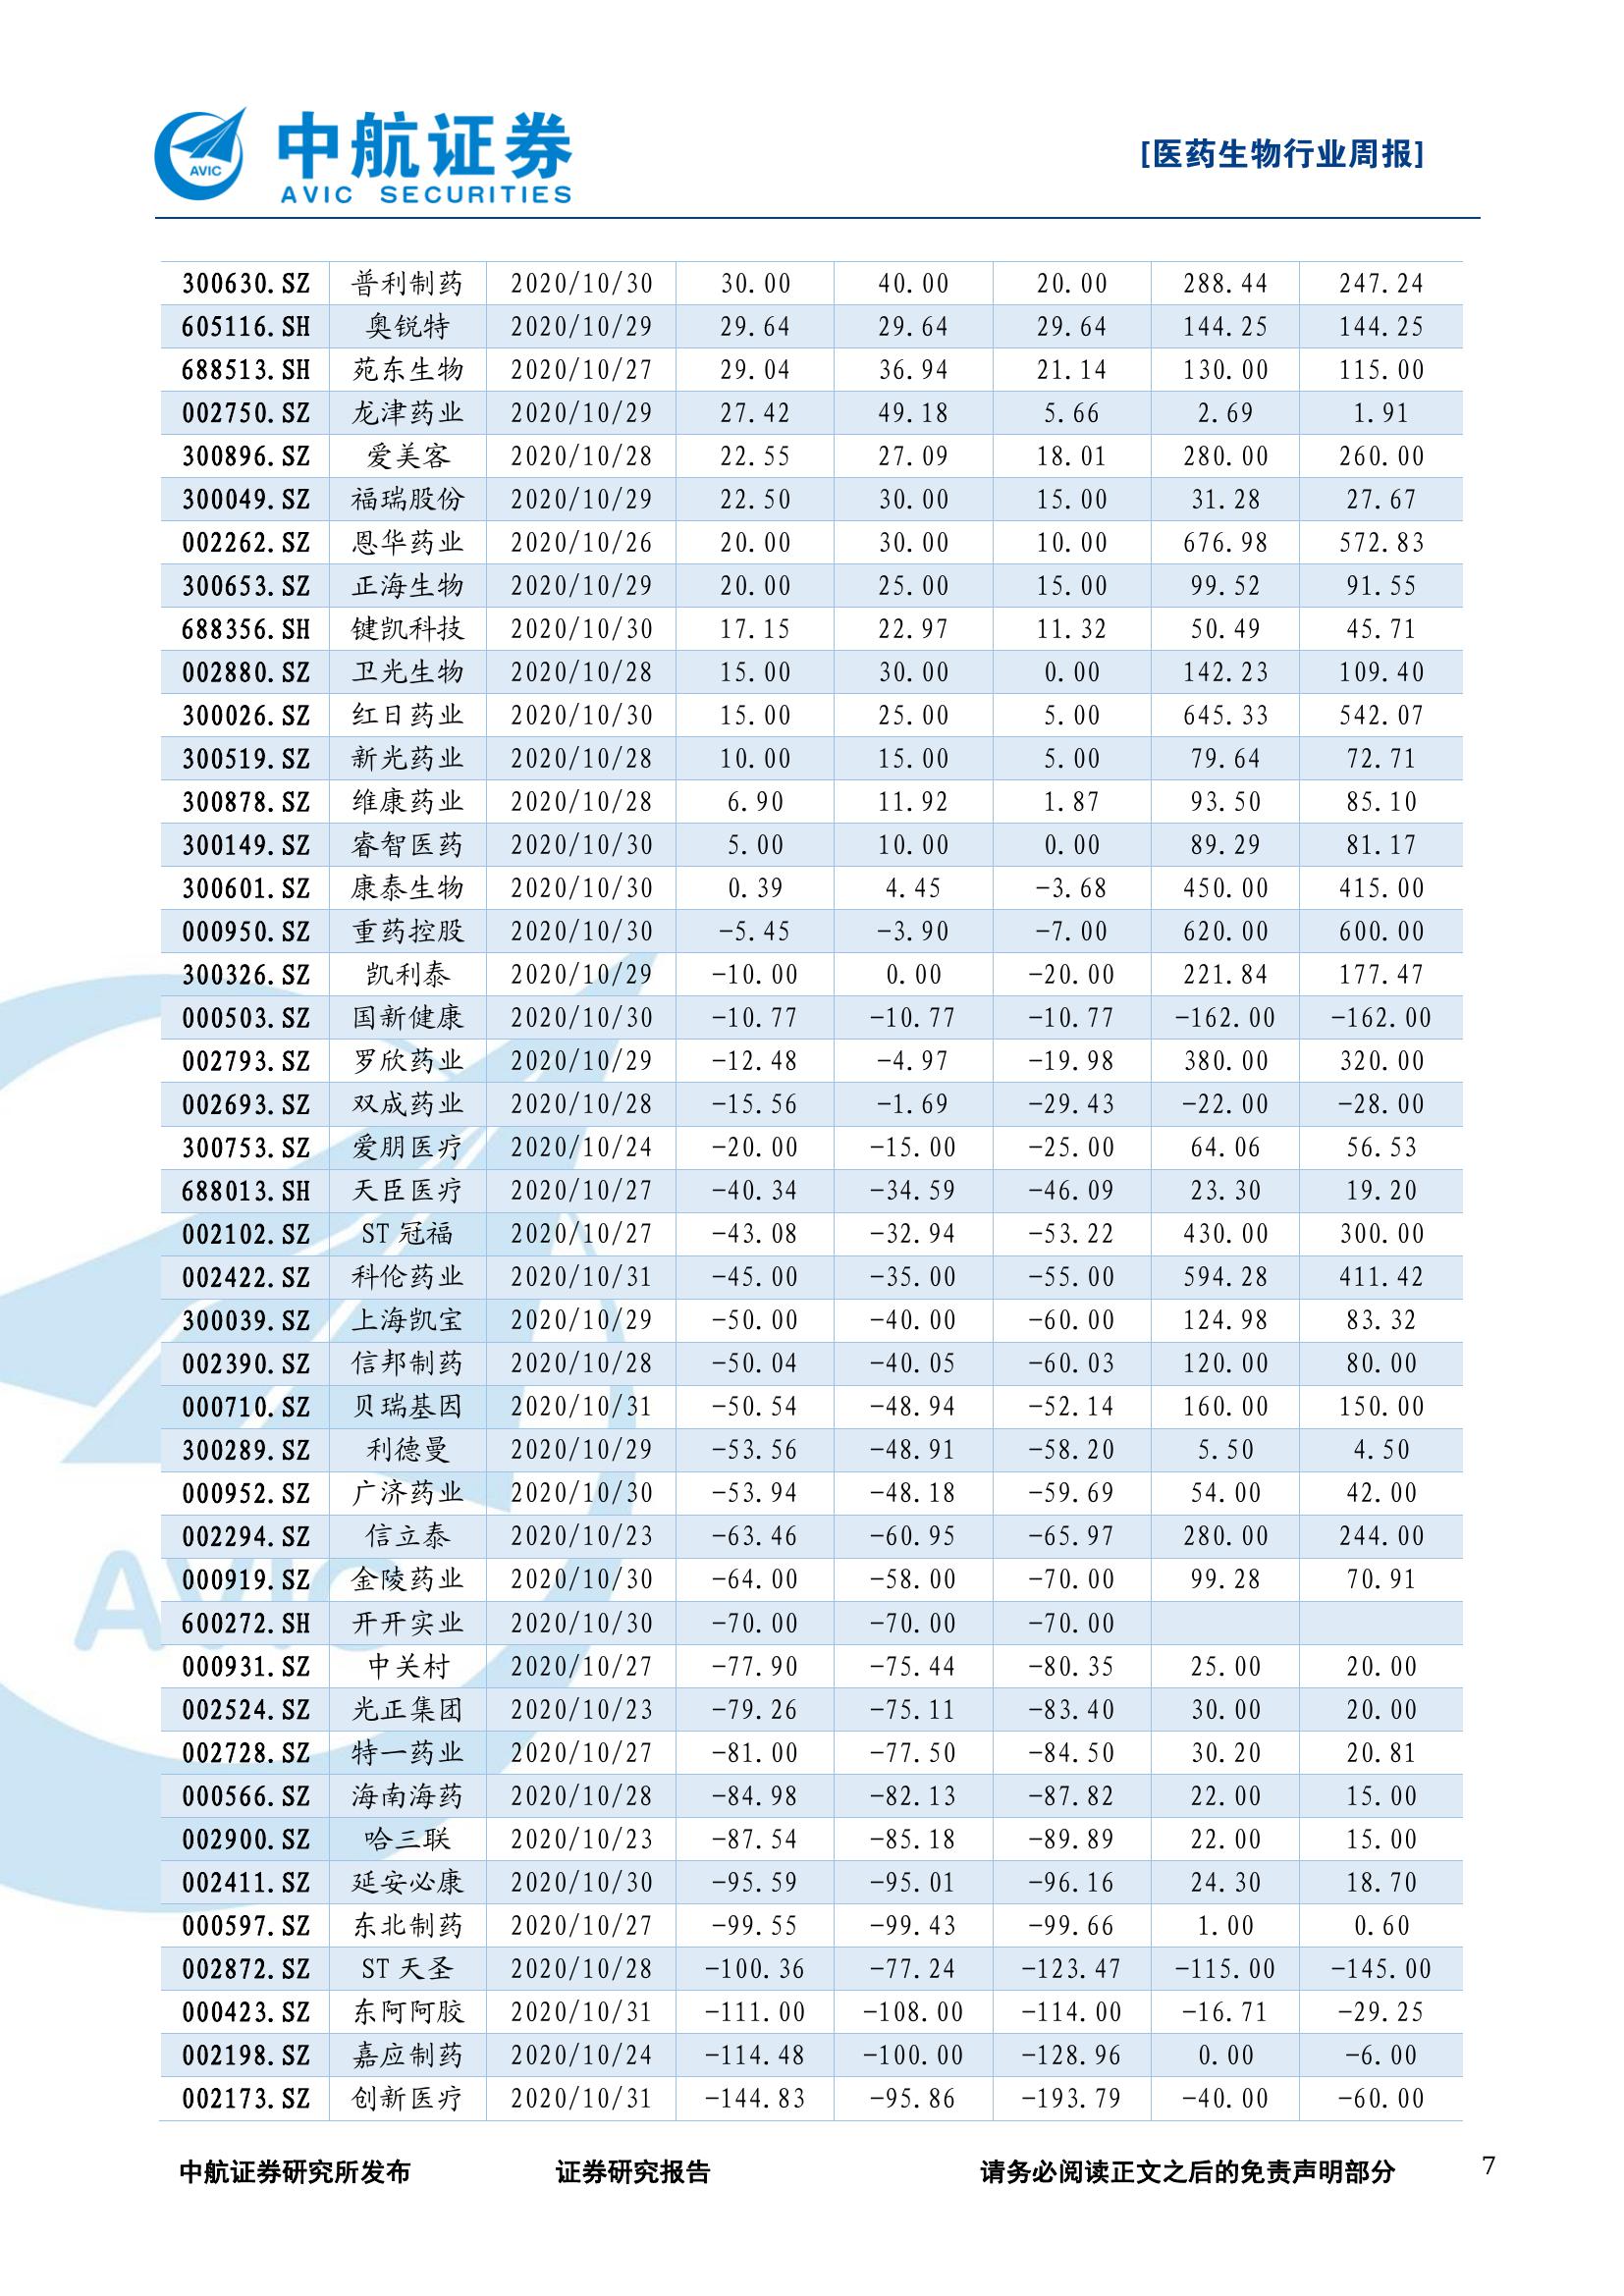 AVIC 中航证券
AVIC SECURITIES
[医药生物行业周报]
300630.SZ 普利制药 2020/10/30 30.00 40.00 20.00 288.44 247.24
605116.SH 奥锐特 2020/10/29 29.64 29.64 29.64 144.25 144.25
688513.SH 苑东生物 2020/10/27 29.04 36.94 21.14 130.00 115.00
002750.SZ 龙津药业 2020/10/29 27.42 49.18 5.66 2.69 1.91
300896.SZ 爱美客 2020/10/28 22.55 27.09 18.01 280.00 260.00
300049.SZ 福瑞股份 2020/10/29 22.50 30.00 15.00 31.28 27.67
002262.SZ 恩华药业 2020/10/26 20.00 30.00 10.00 676.98 572.83
300653.SZ 正海生物 2020/10/29 20.00 25.00 15.00 99.52 91.55
688356.SH 键凯科技 2020/10/30 17.15 22.97 11.32 50.49 45.71
002880.SZ 卫光生物 2020/10/28 15.00 30.00 0.00 142.23 109.40
300026.SZ 红日药业 2020/10/30 15.00 25.00 5.00 645.33 542.07
300519.SZ 新光药业 2020/10/28 10.00 15.00 5.00 79.64 72.71
300878.SZ 维康药业 2020/10/28 6.90 11.92 1.87 93.50 85.10
300149.SZ 睿智医药 2020/10/30 5.00 10.00 0.00 89.29 81.17
300601.SZ 康泰生物 2020/10/30 0.39 4.45 -3.68 450.00 415.00
000950.SZ 重药控股 2020/10/30 -5.45 -3.90 -7.00 620.00 600.00
300326.SZ 凯利泰 2020/10/29 -10.00 0.00 -20.00 221.84 177.47
000503.SZ 国新健康 2020/10/30 -10.77 -10.77 -10.77 -162.00 -162.00
002793.SZ 罗欣药业 2020/10/29 -12.48 -4.97 -19.98 380.00 320.00
002693.SZ 双成药业 2020/10/28 -15.56 -1.69 -29.43 -22.00 -28.00
300753.SZ 爱朋医疗 2020/10/24 -20.00 -15.00 -25.00 64.06 56.53
688013.SH 天臣医疗 2020/10/27 -40.34 -34.59 -46.09 23.30 19.20
002102.SZ ST 冠福 2020/10/27 -43.08 -32.94 -53.22 430.00 300.00
002422.SZ 科伦药业 2020/10/31 -45.00 -35.00 -55.00 594.28 411.42
300039.SZ 上海凯宝 2020/10/29 -50.00 -40.00 -60.00 124.98 83.32
002390.SZ 信邦制药 2020/10/28 -50.04 -40.05 -60.03 120.00 80.00
000710.SZ 贝瑞基因 2020/10/31 -50.54 -48.94 -52.14 160.00 150.00
300289.SZ 利德曼 2020/10/29 -53.56 -48.91 -58.20 5.50 4.50
000952.SZ 广济药业 2020/10/30 -53.94 -48.18 -59.69 54.00 42.00
002294.SZ 信立泰 2020/10/23 -63.46 -60.95 -65.97 280.00 244.00
000919.SZ 金陵药业 2020/10/30 -64.00 -58.00 -70.00 99.28 70.91
600272.SH 开开实业 2020/10/30 -70.00 -70.00 -70.00
000931.SZ 中关村 2020/10/27 -77.90 -75.44 -80.35 25.00 20.00
002524.SZ 光正集团 2020/10/23 -79.26 -75.11 -83.40 30.00 20.00
002728.SZ 特一药业 2020/10/27 -81.00 -77.50 -84.50 30.20 20.81
000566.SZ 海南海药 2020/10/28 -84.98 -82.13 -87.82 22.00 15.00
002900.SZ 哈三联 2020/10/23 -87.54 -85.18 -89.89 22.00 15.00
002411.SZ 延安必康 2020/10/30 -95.59 -95.01 -96.16 24.30 18.70
000597.SZ 东北制药 2020/10/27 -99.55 -99.43 -99.66 1.00 0.60
002872.SZ ST 天圣 2020/10/28 -100.36 -77.24 -123.47 -115.00 -145.00
000423.SZ 东阿阿胶 2020/10/31 -111.00 -108.00 -114.00 -16.71 -29.25
002198.SZ 嘉应制药 2020/10/24 -114.48 -100.00 -128.96 0.00 -6.00
002173.SZ 创新医疗 2020/10/31 -144.83 -95.86 -193.79 -40.00 -60.00
AVIC
中航证券研究所发布 证券研究报告 请务必阅读正文之后的免责声明部分 7